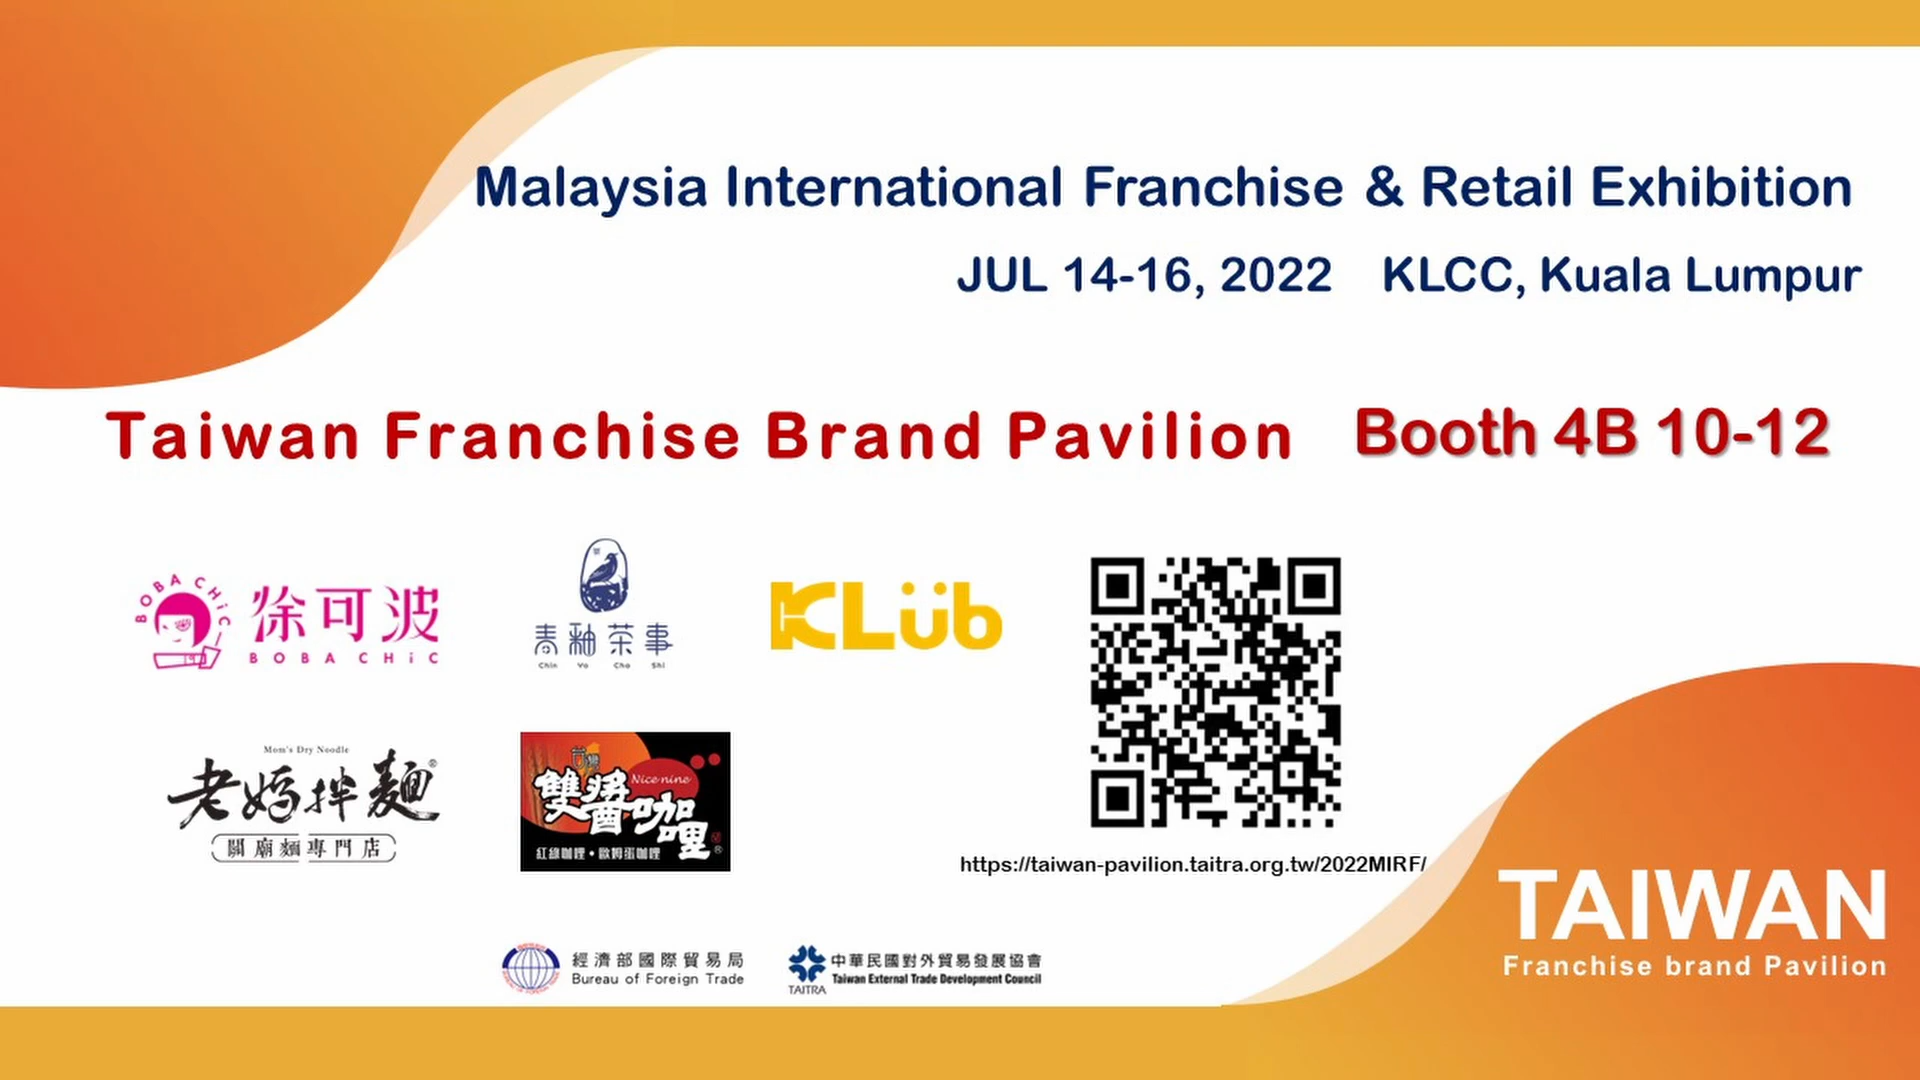 Malaysia International Franchise & Retail Exhibition
JUL 14-16, 2022 KLCC, Kuala Lumpur
Taiwan Franchise Brand Pavilion Booth 4B 10-12
BOBA CHiC
徐可波
BOBA CHiC
青釉茶事
Chin Yo Cha Shi
KLüb
Mom's Dry Noodle
老媽拌麵®
關廟麵專門店
台灣
Nice nine
雙醬咖哩®
紅綠咖哩・歐姆蛋咖哩
https://taiwan-pavilion.taitra.org.tw/2022MIRF/
經濟部國際貿易局
Bureau of Foreign Trade
TAITRA
中華民國對外貿易發展協會
Taiwan External Trade Development Council
TAIWAN
Franchise brand Pavilion